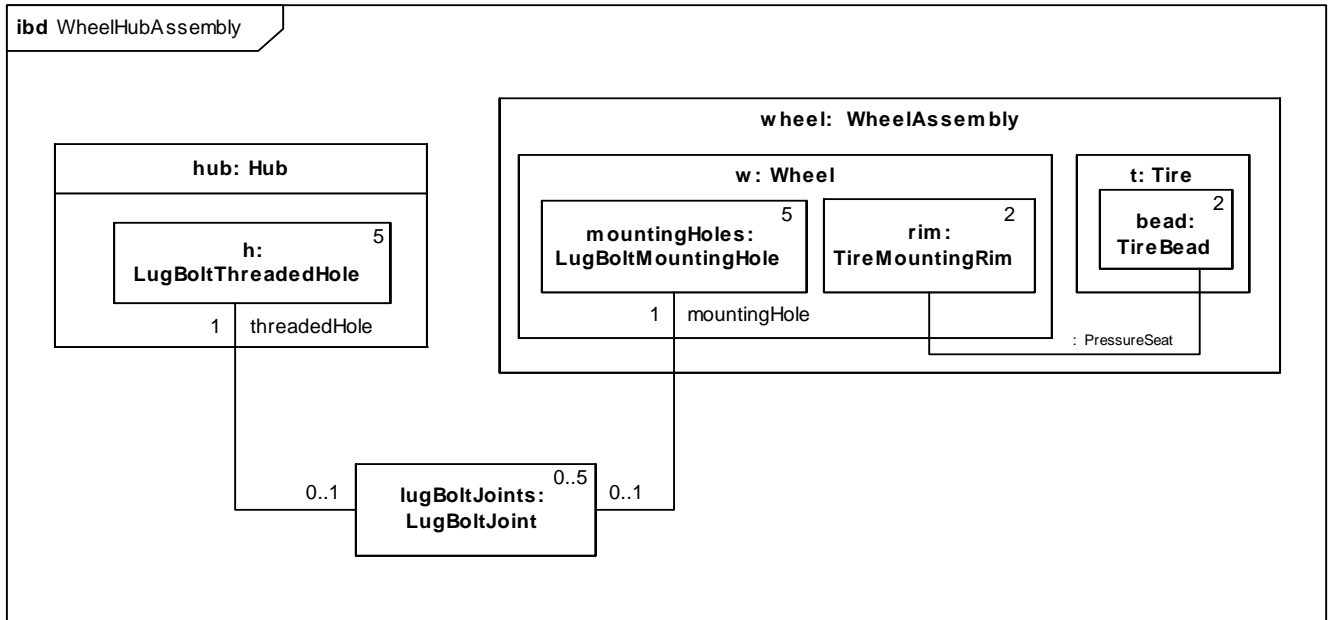 ibd WheelHubAssembly
wheel: WheelAssembly
hub: Hub
w: Wheel
t: Tire
h:
LugBoltThreadedHole
5
mountingHoles:
LugBoltMountingHole
5
rim:
TireMountingRim
2
bead:
TireBead
2
1 threadedHole
1 mountingHole
: PressureSeat
0..1
lugBoltJoints:
LugBoltJoint
0..5
0..1